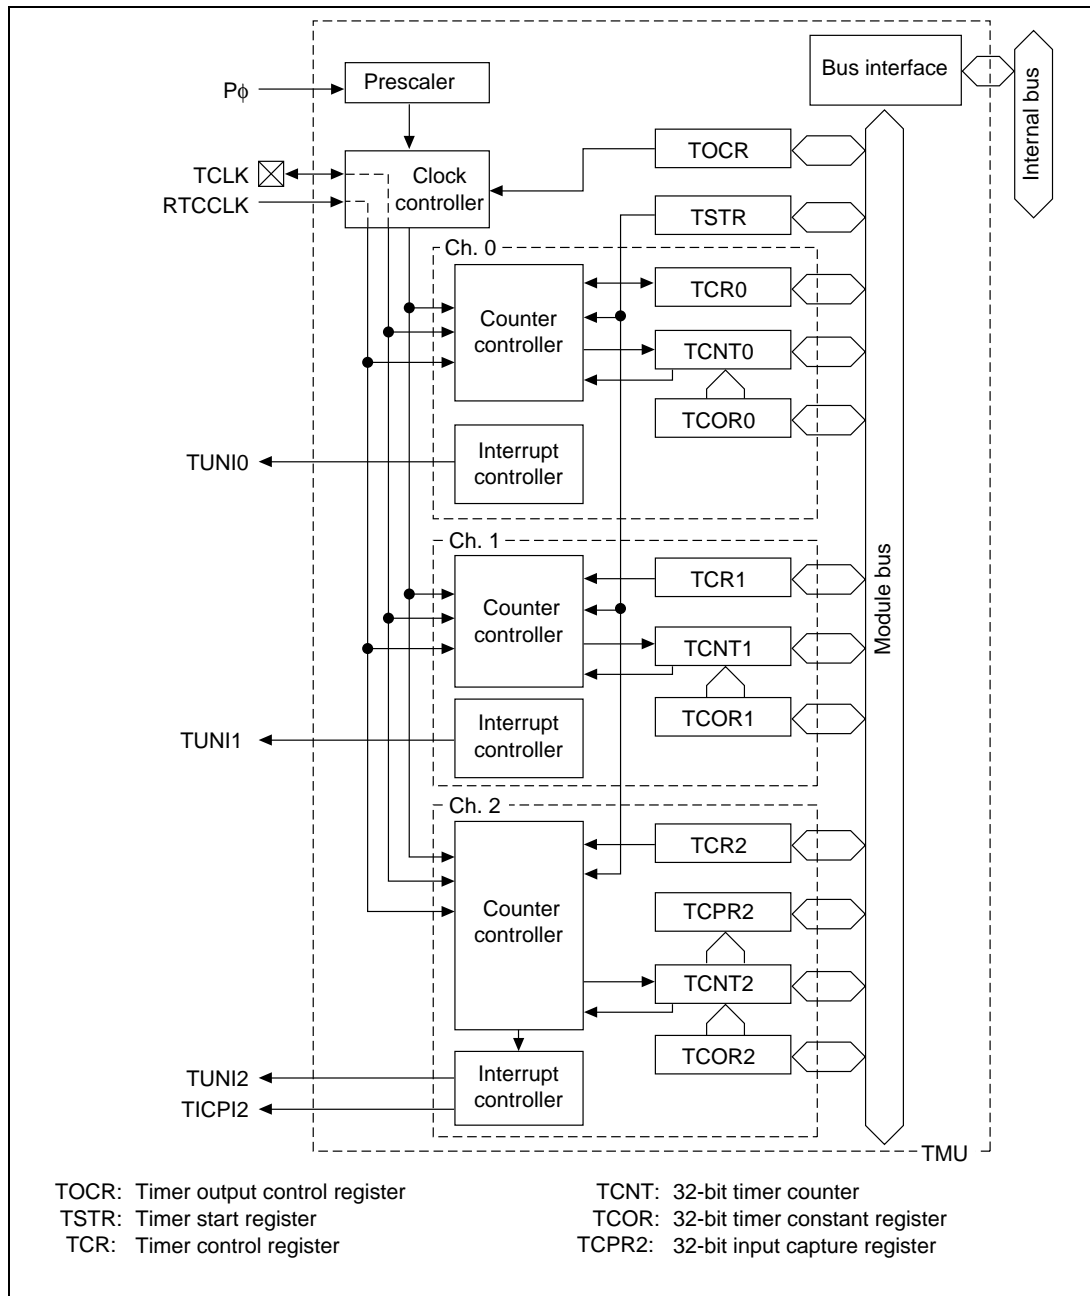 Bus interface
Internal bus
Prescaler
Pϕ
TOCR
TCLK
Clock
controller
RTCCLK
TSTR
Ch. 0
TCR0
Counter
controller
TCNT0
TCOR0
Interrupt
controller
TUNI0
Module bus
Ch. 1
TCR1
Counter
controller
TCNT1
TCOR1
Interrupt
controller
TUNI1
Ch. 2
TCR2
Counter
controller
TCPR2
TCNT2
TCOR2
Interrupt
controller
TUNI2
TICPI2
TMU
TOCR: Timer output control register
TSTR: Timer start register
TCR: Timer control register
TCNT: 32-bit timer counter
TCOR: 32-bit timer constant register
TCPR2: 32-bit input capture register